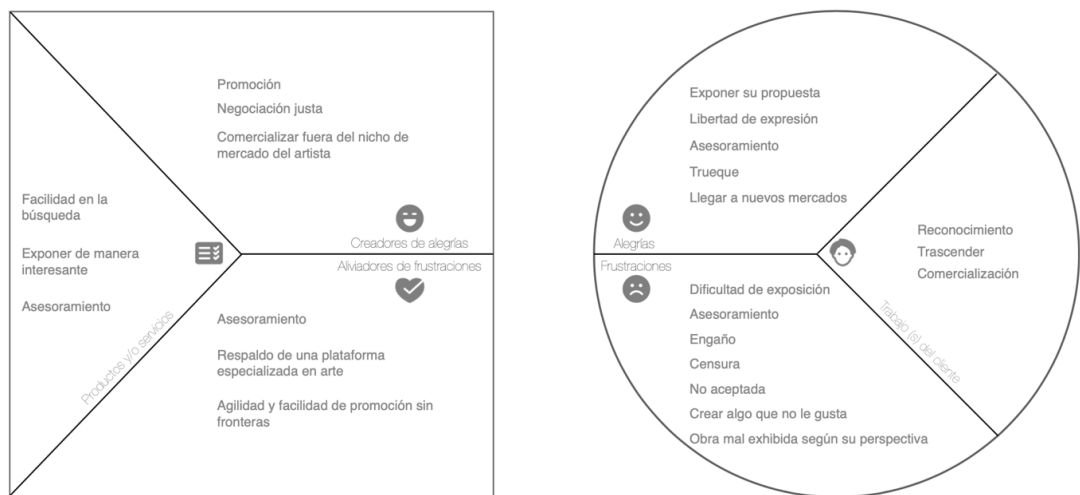 Promoción
Negociación justa
Comercializar fuera del nicho de
mercado del artista
Creadores de alegrías
Facilidad en la
búsqueda
Exponer de manera
interesante
Asesoramiento
Productos y/o servicios
Aliviadores de frustraciones
Asesoramiento
Respaldo de una plataforma
especializada en arte
Agilidad y facilidad de promoción sin
fronteras
Exponer su propuesta
Libertad de expresión
Asesoramiento
Trueque
Llegar a nuevos mercados
Alegrías
Reconocimiento
Trascender
Comercialización
Trabajo (s) del cliente
Frustraciones
Dificultad de exposición
Asesoramiento
Engaño
Censura
No aceptada
Crear algo que no le gusta
Obra mal exhibida según su perspectiva